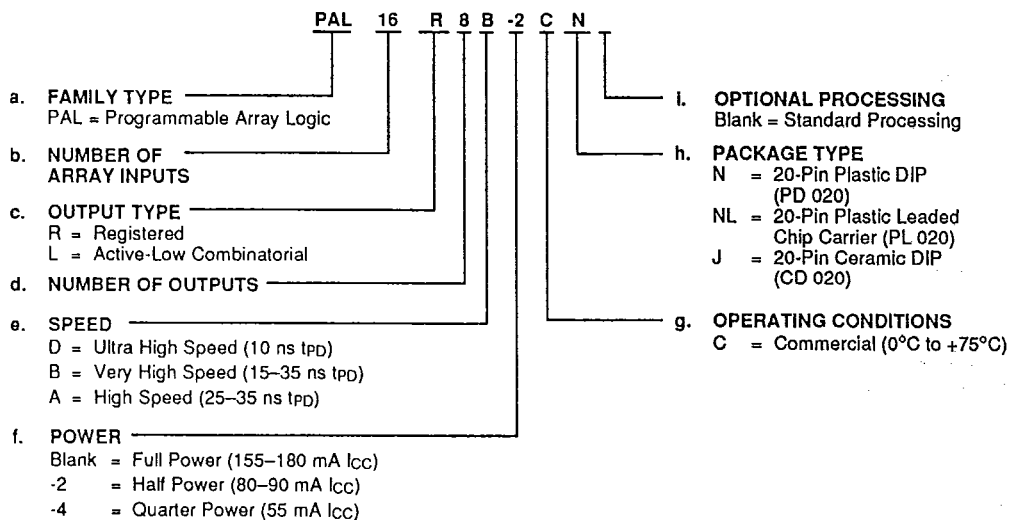 PAL 16 R 8 B -2 C N
a. FAMILY TYPE
PAL = Programmable Array Logic
b. NUMBER OF
ARRAY INPUTS
c. OUTPUT TYPE
R = Registered
L = Active-Low Combinatorial
d. NUMBER OF OUTPUTS
e. SPEED
D = Ultra High Speed (10 ns tPD)
B = Very High Speed (15–35 ns tPD)
A = High Speed (25–35 ns tPD)
f. POWER
Blank = Full Power (155–180 mA ICC)
-2 = Half Power (80–90 mA ICC)
-4 = Quarter Power (55 mA ICC)
i. OPTIONAL PROCESSING
Blank = Standard Processing
h. PACKAGE TYPE
N = 20-Pin Plastic DIP
(PD 020)
NL = 20-Pin Plastic Leaded
Chip Carrier (PL 020)
J = 20-Pin Ceramic DIP
(CD 020)
g. OPERATING CONDITIONS
C = Commercial (0°C to +75°C)